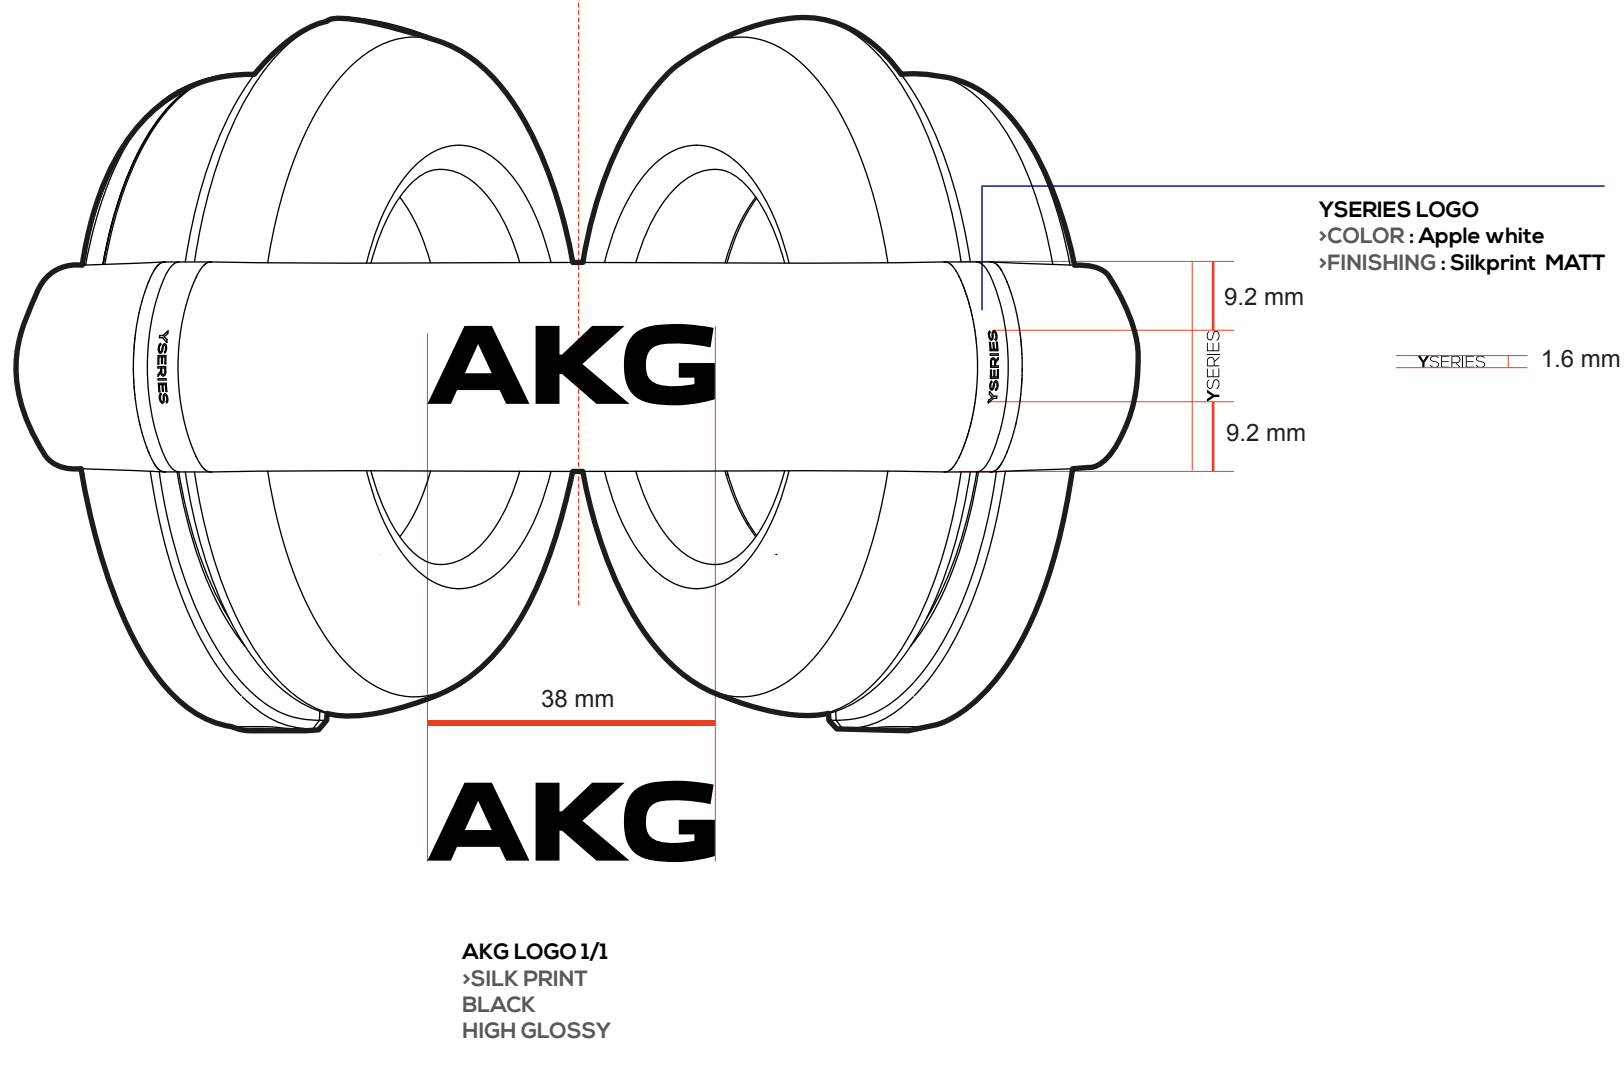 YSERIES LOGO
›COLOR : Apple white
›FINISHING : Silkprint MATT
9.2 mm
YSERIES
AKG
YSERIES
YSERIES
YSERIES
1.6 mm
9.2 mm
38 mm
AKG
AKG LOGO 1/1
›SILK PRINT
BLACK
HIGH GLOSSY